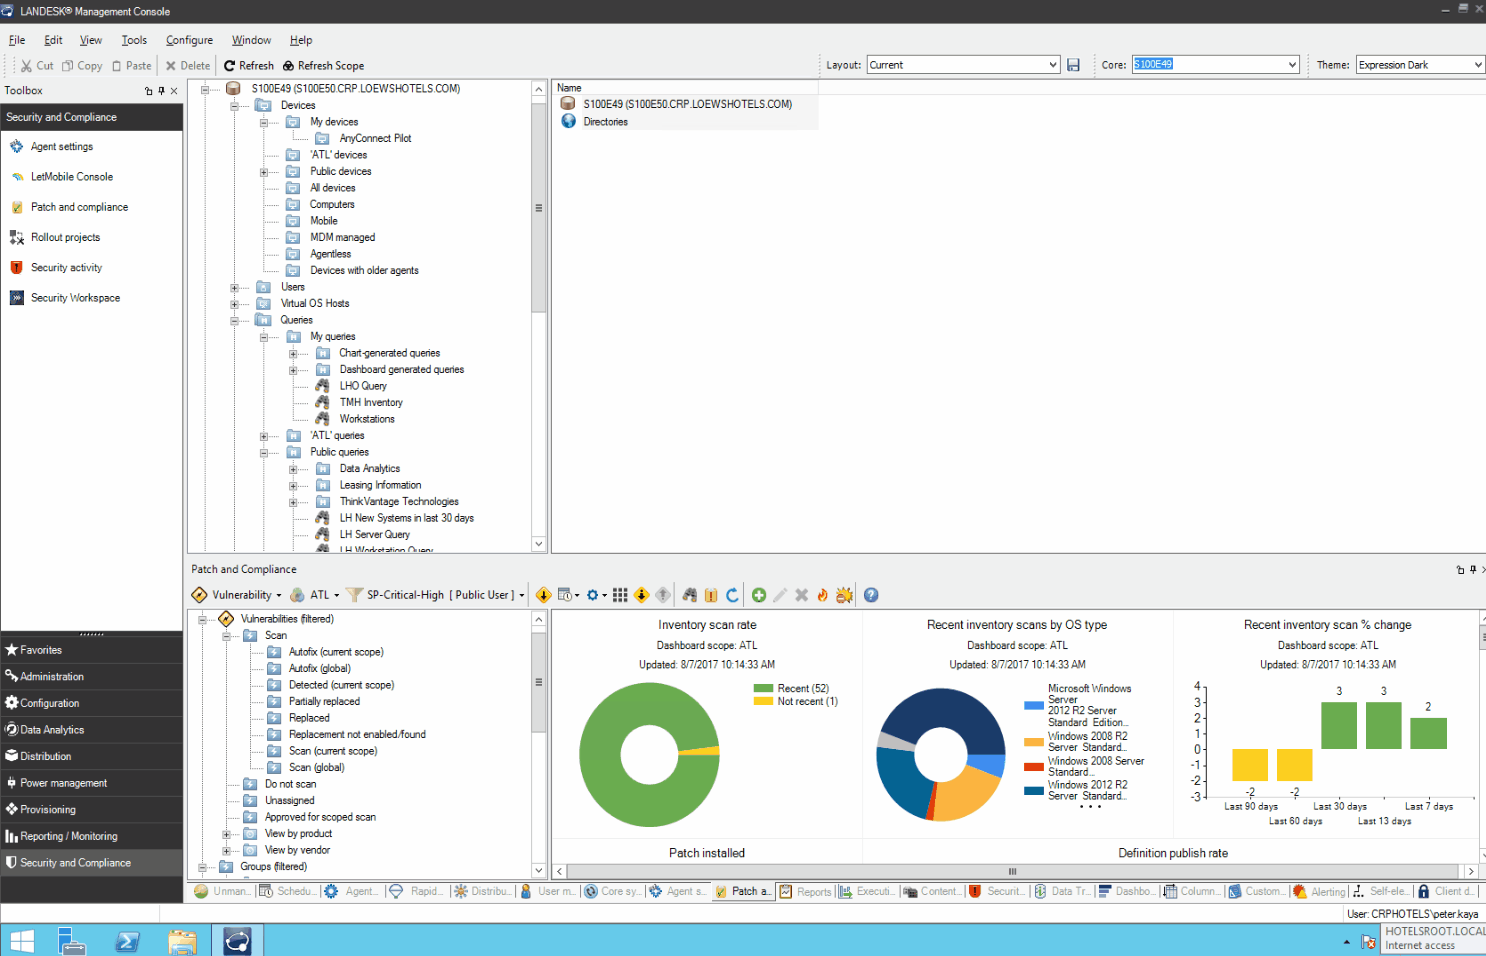 LANDESK® Management Console
File Edit View Tools Configure Window Help
Cut Copy Paste Delete Refresh Refresh Scope Layout: Current Core: S100E49 Theme: Expression Dark
Toolbox
Security and Compliance
Agent settings
LetMobile Console
Patch and compliance
Rollout projects
Security activity
Security Workspace
Favorites
Administration
Configuration
Data Analytics
Distribution
Power management
Provisioning
Reporting / Monitoring
Security and Compliance
S100E49 (S100E50.CRP.LOEWSHOTELS.COM)
Devices
My devices
AnyConnect Pilot
'ATL' devices
Public devices
All devices
Computers
Mobile
MDM managed
Agentless
Devices with older agents
Users
Virtual OS Hosts
Queries
My queries
Chart-generated queries
Dashboard generated queries
LHO Query
TMH Inventory
Workstations
'ATL' queries
Public queries
Data Analytics
Leasing Information
ThinkVantage Technologies
LH New Systems in last 30 days
LH Server Query
LH Workstation Query
Name
S100E49 (S100E50.CRP.LOEWSHOTELS.COM)
Directories
Patch and Compliance
Vulnerability ATL SP-Critical-High [ Public User ]
Vulnerabilities (filtered)
Scan
Autofix (current scope)
Autofix (global)
Detected (current scope)
Partially replaced
Replaced
Replacement not enabled/found
Scan (current scope)
Scan (global)
Do not scan
Unassigned
Approved for scoped scan
View by product
View by vendor
Groups (filtered)
Inventory scan rate
Dashboard scope: ATL
Updated: 8/7/2017 10:14:33 AM
Recent (52)
Not recent (1)
Recent inventory scans by OS type
Dashboard scope: ATL
Updated: 8/7/2017 10:14:33 AM
Microsoft Windows
Server
2012 R2 Server
Standard Edition...
Windows 2008 R2
Server Standard...
Windows 2008 Server
Standard...
Windows 2012 R2
Server Standard...
Recent inventory scan % change
Dashboard scope: ATL
Updated: 8/7/2017 10:14:33 AM
4
3
2
1
0
-1
-2
-3
-2 -2 3 3 2
Last 90 days Last 30 days Last 7 days
Last 60 days Last 13 days
Patch installed
Definition publish rate
Unman... Schedu... Agent... Rapid... Distribu... User m... Core sy... Agent s... Patch a... Reports Executi... Content... Securit... Data Tr... Dashbo... Column... Custom... Alerting Self-ele... Client d...
User: CRPHOTELS\peter.kaya
HOTELSROOT.LOCAL
Internet access